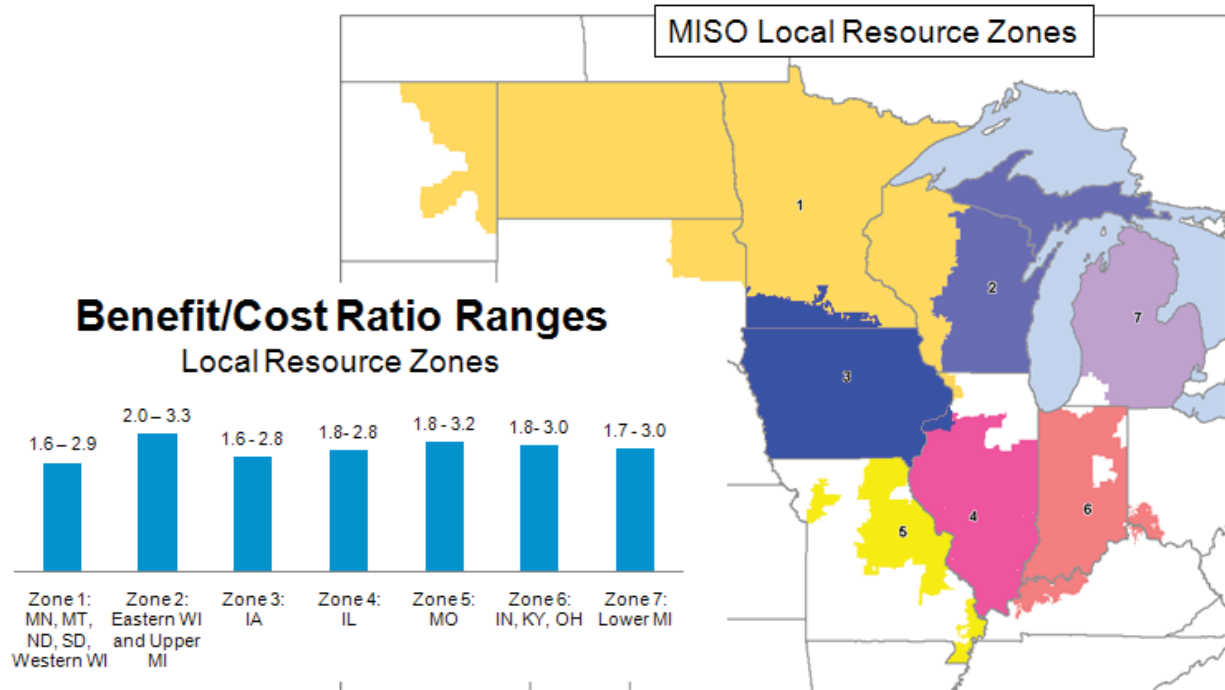 MISO Local Resource Zones
1
2
7
3
4
5
6
Benefit/Cost Ratio Ranges
Local Resource Zones
1.6 – 2.9
2.0 – 3.3
1.6 - 2.8
1.8 - 2.8
1.8 - 3.2
1.8- 3.0
1.7 - 3.0
Zone 1:
MN, MT,
ND, SD,
Western WI
Zone 2:
Eastern WI
and Upper
MI
Zone 3:
IA
Zone 4:
IL
Zone 5:
MO
Zone 6:
IN, KY, OH
Zone 7:
Lower MI